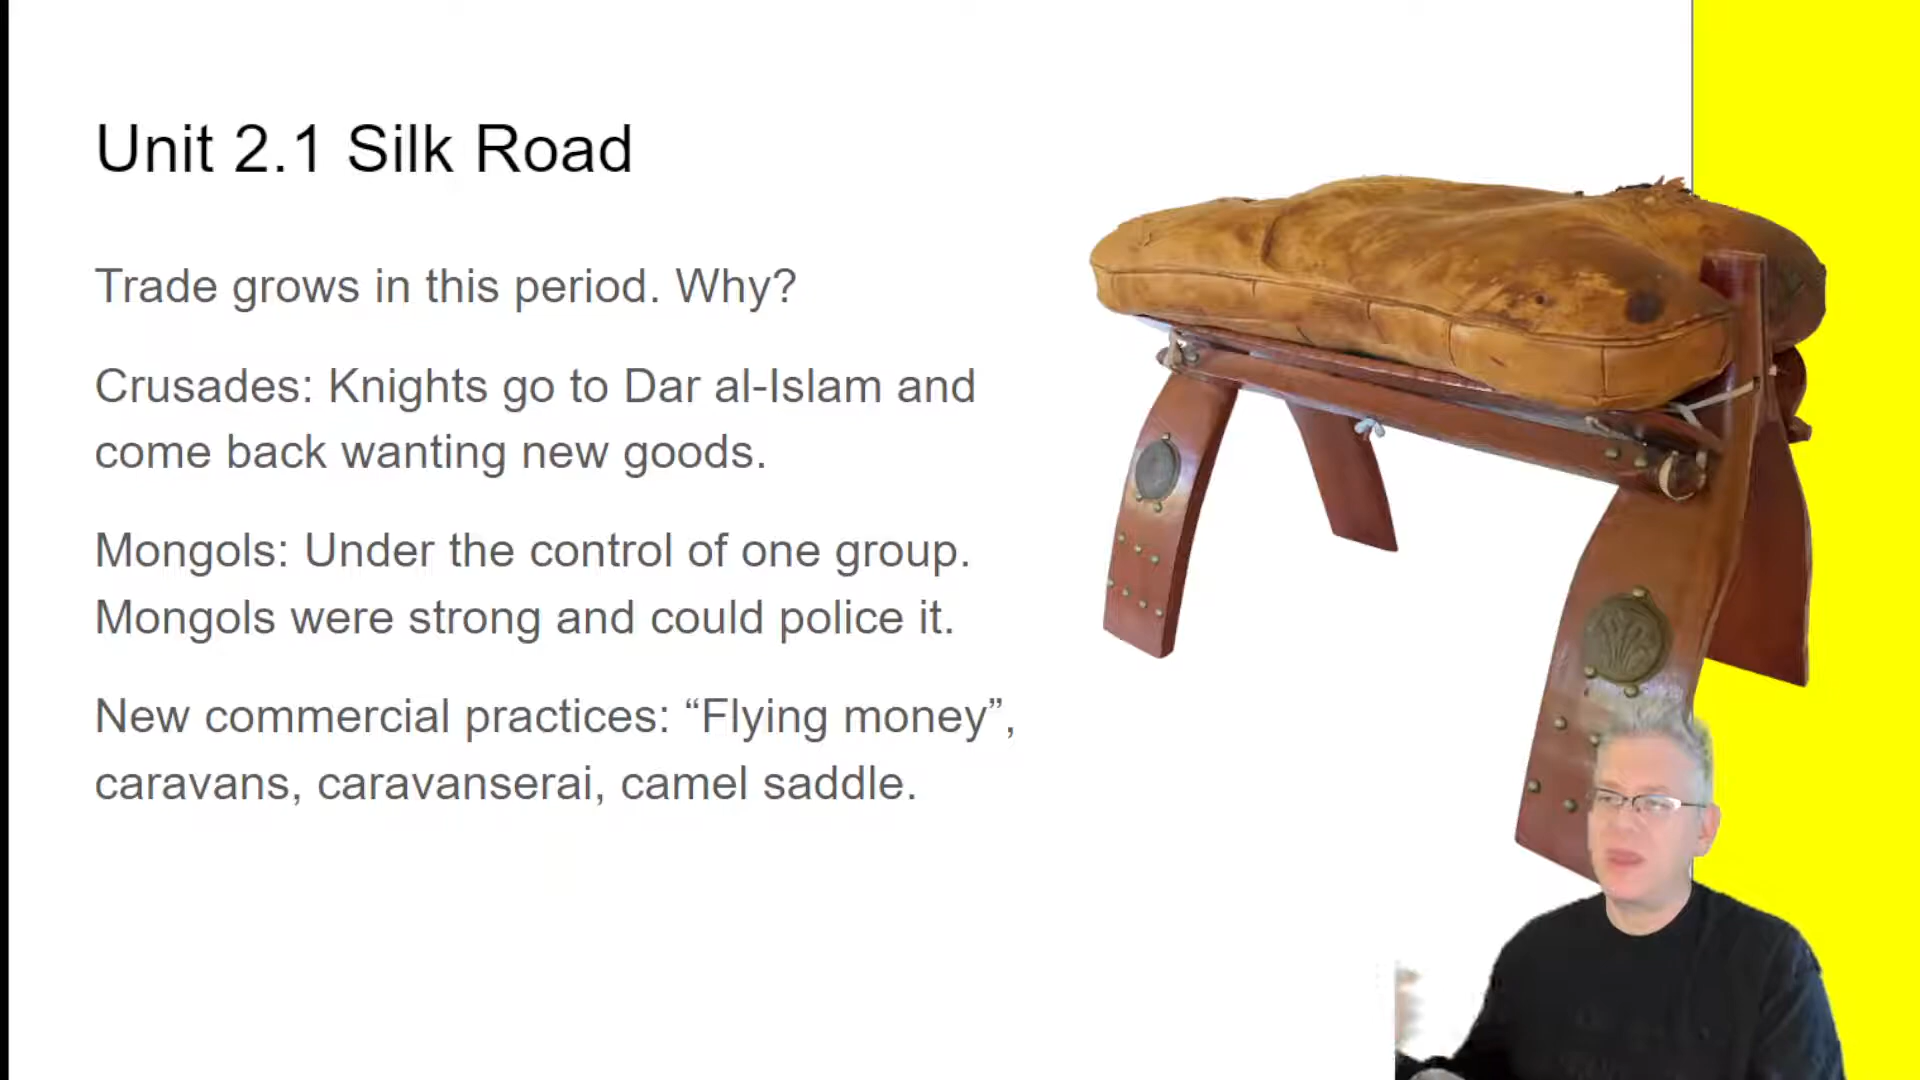 Unit 2.1 Silk Road
Trade grows in this period. Why?
Crusades: Knights go to Dar al-Islam and
come back wanting new goods.
Mongols: Under the control of one group.
Mongols were strong and could police it.
New commercial practices: “Flying money”,
caravans, caravanserai, camel saddle.